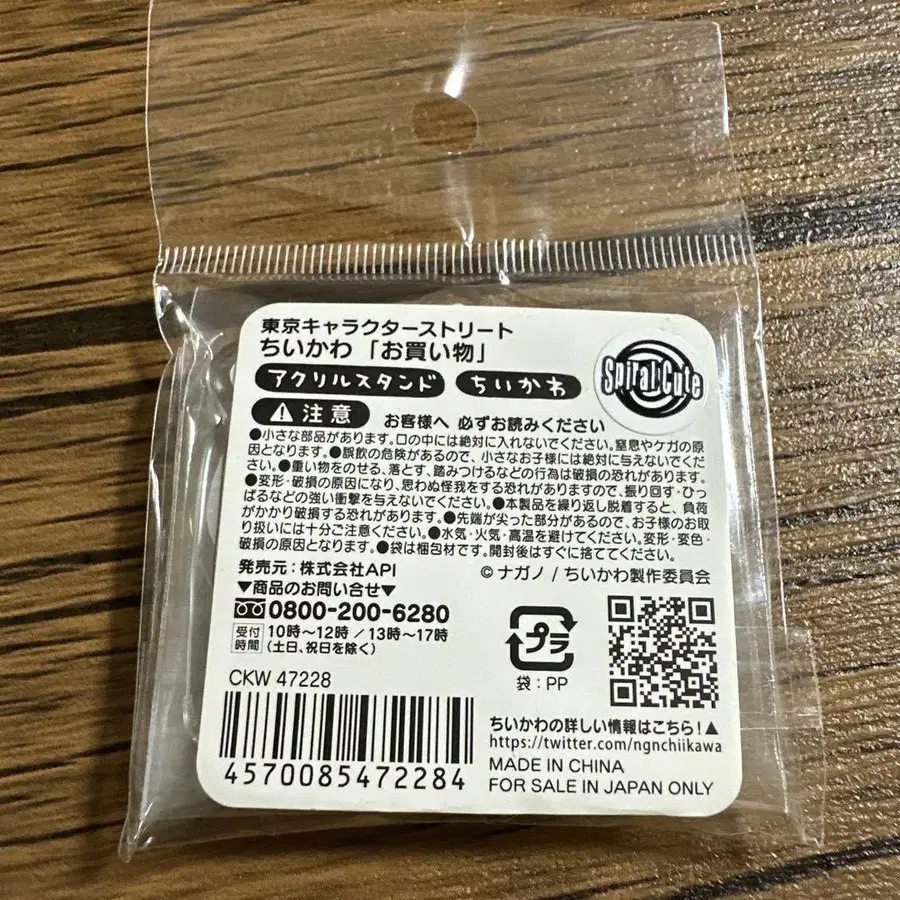 東京キャラクターストリート
ちいかわ 「お買い物」
アクリルスタンド ちいかわ
Spiral Cute
注意 お客様へ 必ずお読みください
●小さな部品があります。口の中には絶対に入れないでください。窒息やケガの原
因となります。●誤飲の危険があるので、小さなお子様には絶対に与えないでくだ
さい。●重い物をのせる、落とす、踏みつけるなどの行為は破損の恐れがあります。
●変形・破損の原因になり、思わぬ怪我をする恐れがありますので、振り回す・ひっ
ぱるなどの強い衝撃を与えないでください。●本製品を繰り返し脱着すると、負荷
がかかり破損する恐れがあります。●先端が尖った部分があるので、お子様のお取
り扱いには十分ご注意ください。●水気・火気・高温を避けてください。変形・変色・
破損の原因となります。●袋は梱包材です。開封後はすぐに捨ててください。
発売元:株式会社API ©ナガノ / ちいかわ製作委員会
▼商品のお問い合せ▼
0800-200-6280
受付時間 10時〜12時 / 13時〜17時
(土日、祝日を除く)
プラ
袋:PP
CKW 47228
4570085472284
ちいかわの詳しい情報はこちら!▲
https://twitter.com/ngnchiikawa
MADE IN CHINA
FOR SALE IN JAPAN ONLY